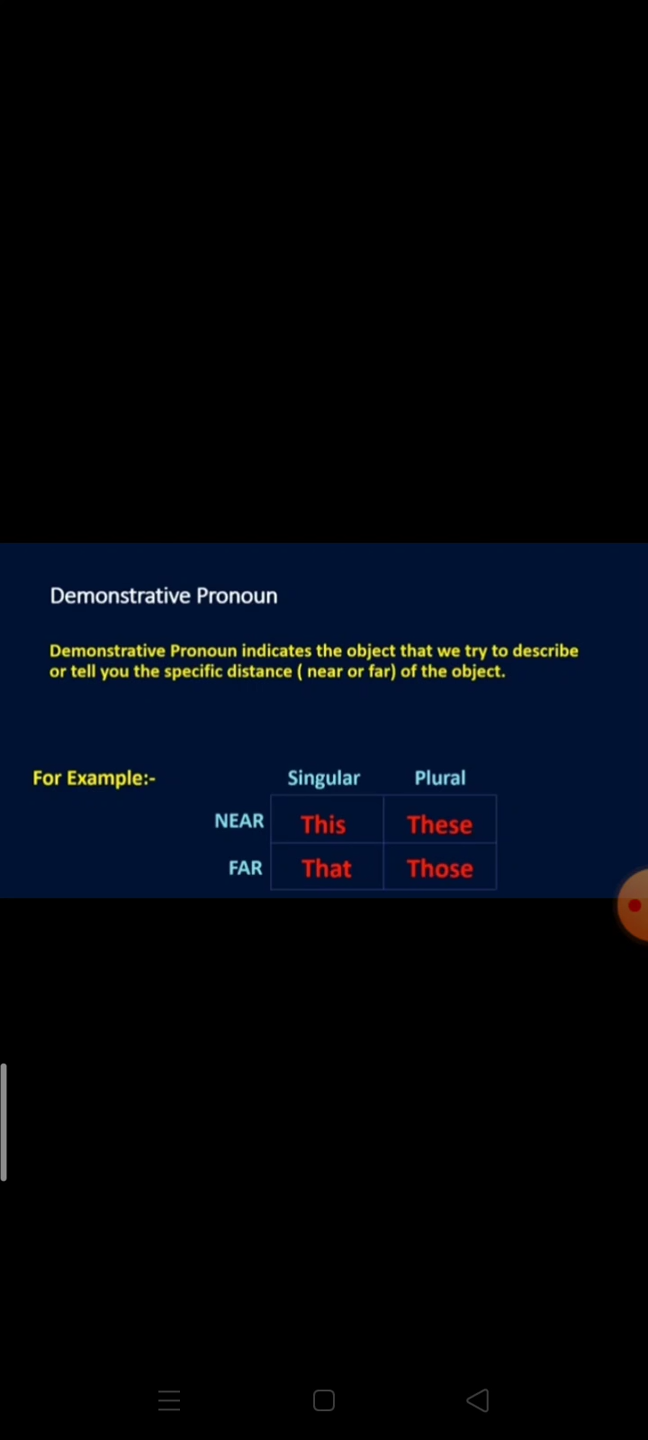 Demonstrative Pronoun
Demonstrative Pronoun indicates the object that we try to describe
or tell you the specific distance ( near or far) of the object.
For Example:-
Singular Plural
NEAR This These
FAR That Those